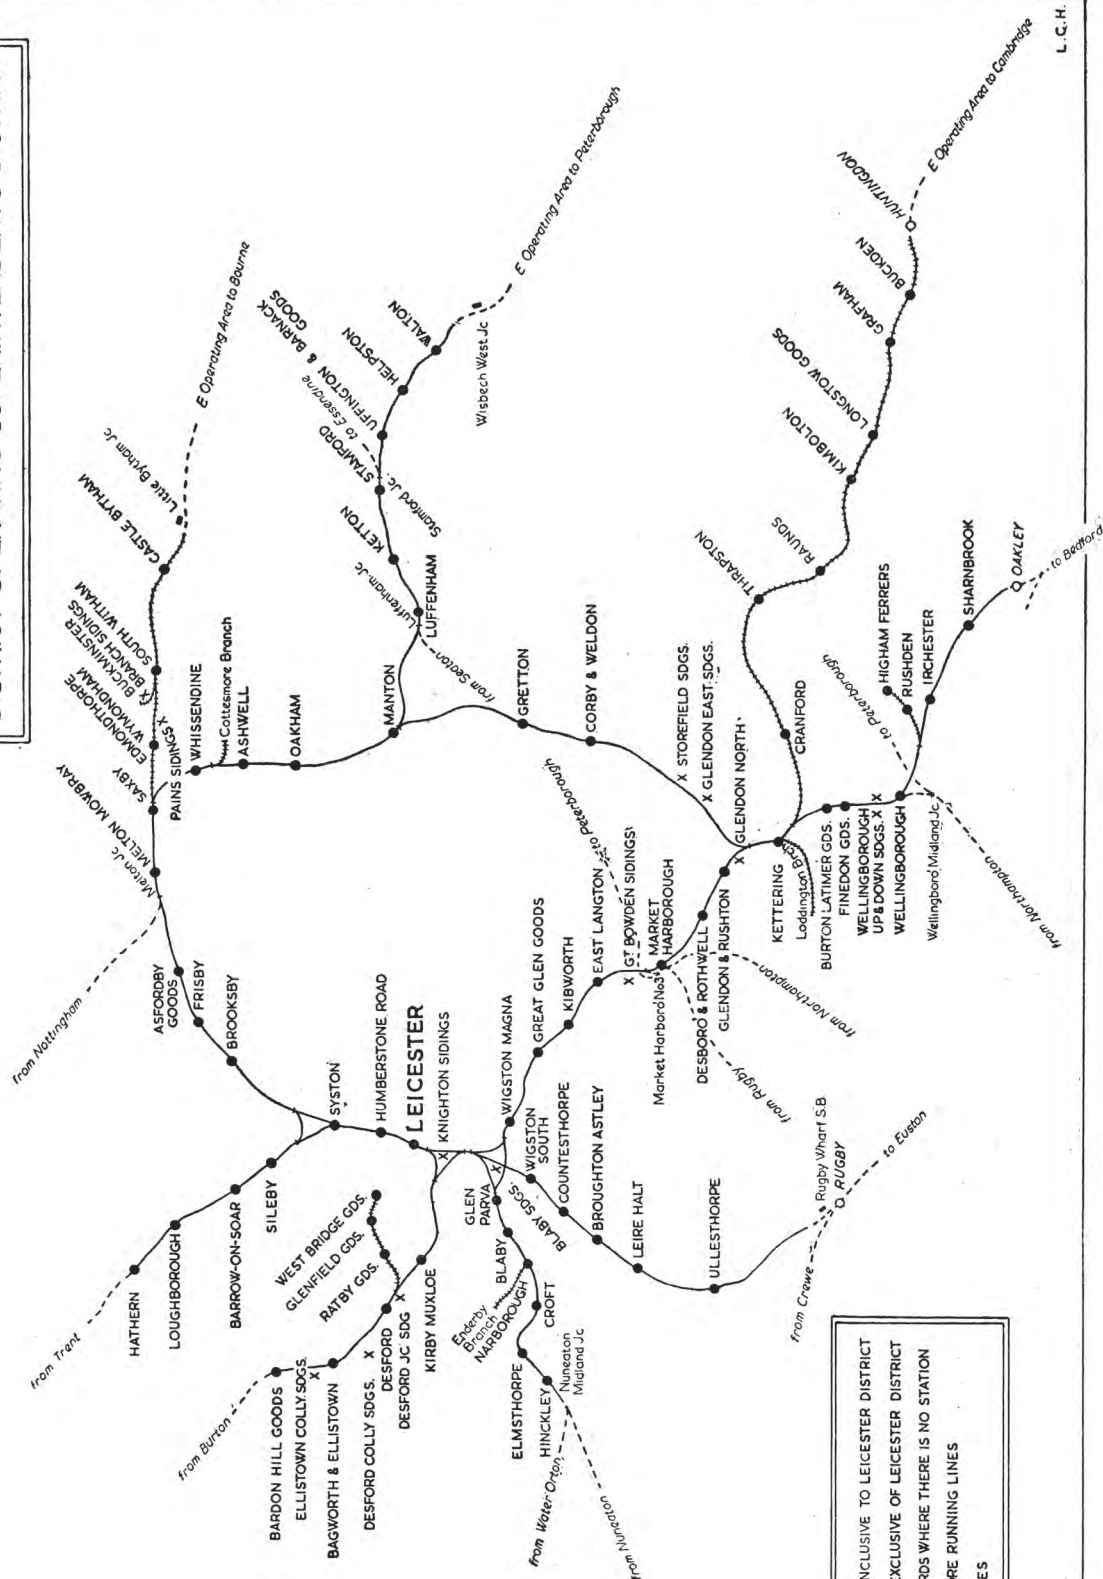 L.C.H.
E Operating Area to Cambridge
HUNTINGDON
BUCKDEN
GRAFHAM
LONGSTOW GOODS
KIMBOLTON
RAUNDS
THRAPSTON
CRANFORD
E Operating Area to Peterborough
Wisbech West Jc
WALTON
HELPSTON
UFFINGTON & BARNACK
GOODS
to Essendine
STAMFORD
Stamford Jc.
KETTON
Luffenham Jc
LUFFENHAM
from Seaton
MANTON
E Operating Area to Bourne
Little Bytham Jc
CASTLE BYTHAM
SOUTH WITHAM
BUCKMINSTER
BRANCH SIDINGS
EDMONDTHORPE
& WYMONDHAM
SAXBY
PAINS SIDINGS X
WHISSENDINE
Cottesmore Branch
ASHWELL
OAKHAM
MELTON MOWBRAY
Melton Jc
from Nottingham
ASFORDBY
GOODS
FRISBY
BROOKSBY
SYSTON
HUMBERSTONE ROAD
LEICESTER
KNIGHTON SIDINGS
X
GRETTON
CORBY & WELDON
X STOREFIELD SDGS.
X GLENDON EAST SDGS.
X GLENDON NORTH
to Peterborough
X GT BOWDEN SIDINGS
MARKET
HARBOROUGH
Market Harboro No3
EAST LANGTON
KIBWORTH
GREAT GLEN GOODS
WIGSTON MAGNA
DESBORO & ROTHWELL
GLENDON & RUSHTON
from Northampton
from Rugby
KETTERING
Loddington Brch
BURTON LATIMER GDS.
FINEDON GDS.
WELLINGBOROUGH
UP & DOWN SDGS. X X
WELLINGBOROUGH
Wellingboro Midland Jc
from Northampton
to Peterborough
HIGHAM FERRERS
RUSHDEN
IRCHESTER
SHARNBROOK
OAKLEY
to Bedford
from Trent
HATHERN
LOUGHBOROUGH
BARROW-ON-SOAR
SILEBY
WEST BRIDGE GDS.
GLENFIELD GDS.
RATBY GDS.
from Burton
BARDON HILL GOODS
ELLISTOWN COLLY. SDGS.
X
BAGWORTH & ELLISTOWN
DESFORD COLLY SDGS. X
DESFORD
DESFORD JC SDG X
KIRBY MUXLOE
GLEN
PARVA
X
BLABY SDGS.
BLABY
Enderby
Branch
NARBOROUGH
CROFT
ELMSTHORPE
HINCKLEY
Nuneaton
Midland Jc
from Water Orton
from Nuneaton
WIGSTON
SOUTH
COUNTESTHORPE
BROUGHTON ASTLEY
LEIRE HALT
ULLESTHORPE
Rugby Wharf S.B
RUGBY
from Crewe
to Euston
NCLUSIVE TO LEICESTER DISTRICT
EXCLUSIVE OF LEICESTER DISTRICT
RDS WHERE THERE IS NO STATION
RE RUNNING LINES
ES